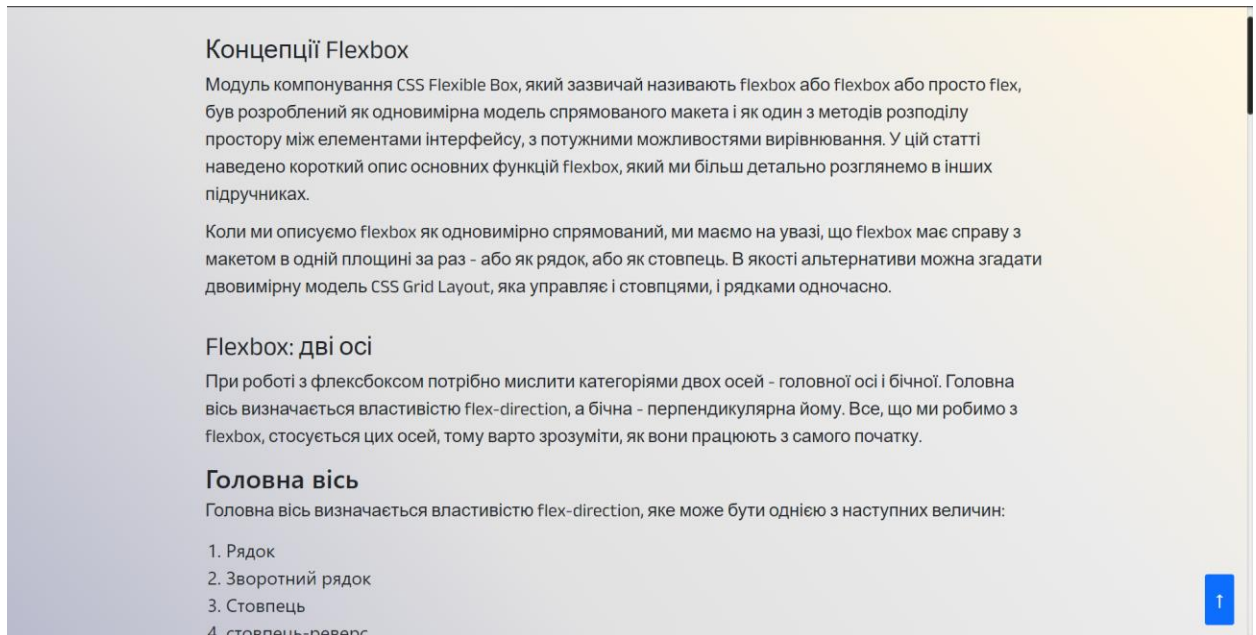 Концепції Flexbox
Модуль компонування CSS Flexible Box, який зазвичай називають flexbox або flexbox або просто flex,
був розроблений як одновимірна модель спрямованого макета і як один з методів розподілу
простору між елементами інтерфейсу, з потужними можливостями вирівнювання. У цій статті
наведено короткий опис основних функцій flexbox, який ми більш детально розглянемо в інших
підручниках.
Коли ми описуємо flexbox як одновимірно спрямований, ми маємо на увазі, що flexbox має справу з
макетом в одній площині за раз - або як рядок, або як стовпець. В якості альтернативи можна згадати
двовимірну модель CSS Grid Layout, яка управляє і стовпцями, і рядками одночасно.
Flexbox: дві осі
При роботі з флексбоксом потрібно мислити категоріями двох осей - головної осі і бічної. Головна
вісь визначається властивістю flex-direction, а бічна - перпендикулярна йому. Все, що ми робимо з
flexbox, стосується цих осей, тому варто зрозуміти, як вони працюють з самого початку.
Головна вісь
Головна вісь визначається властивістю flex-direction, яке може бути однією з наступних величин:
1. Рядок
2. Зворотний рядок
3. Стовпець
4. стовпець-реверс
↑